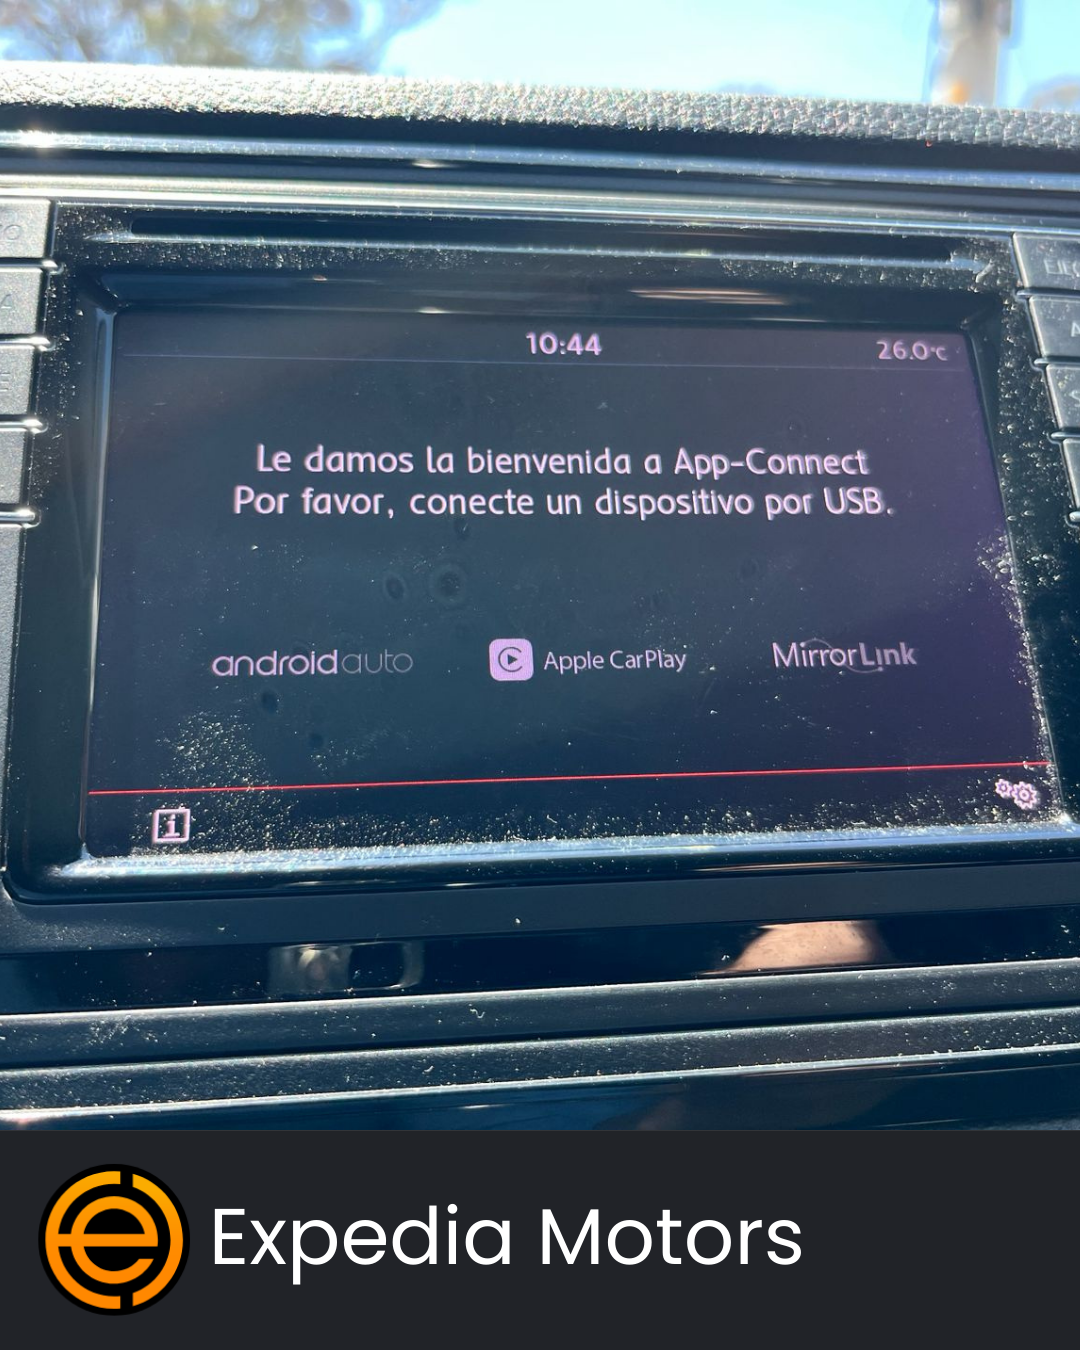 10:44
26.0°C
Le damos la bienvenida a App-Connect
Por favor, conecte un dispositivo por USB.
androidauto
Apple CarPlay
MirrorLink
Expedia Motors